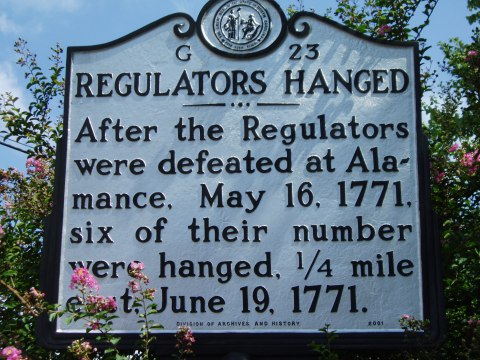 G 23
REGULATORS HANGED
After the Regulators
were defeated at Ala-
mance, May 16, 1771,
six of their number
were hanged, 1/4 mile
east, June 19, 1771.
DIVISION OF ARCHIVES AND HISTORY 2001